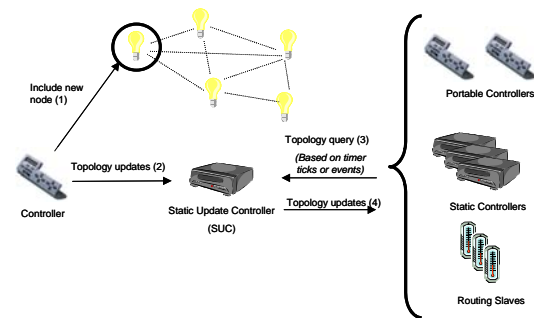 Include new
node (1)
Portable Controllers
Topology query (3)
(Based on timer
ticks or events)
Topology updates (2)
Topology updates (4)
Controller
Static Update Controller
(SUC)
Static Controllers
Routing Slaves